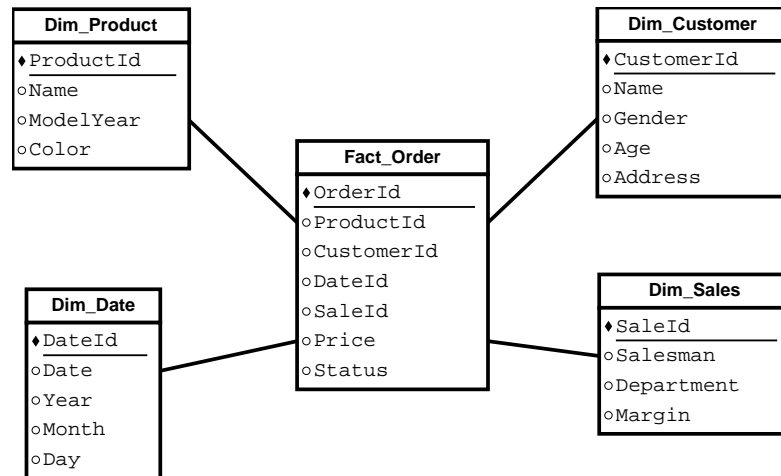 Dim_Product
ProductId
Name
ModelYear
Color
Dim_Customer
CustomerId
Name
Gender
Age
Address
Fact_Order
OrderId
ProductId
CustomerId
DateId
SaleId
Price
Status
Dim_Date
DateId
Date
Year
Month
Day
Dim_Sales
SaleId
Salesman
Department
Margin